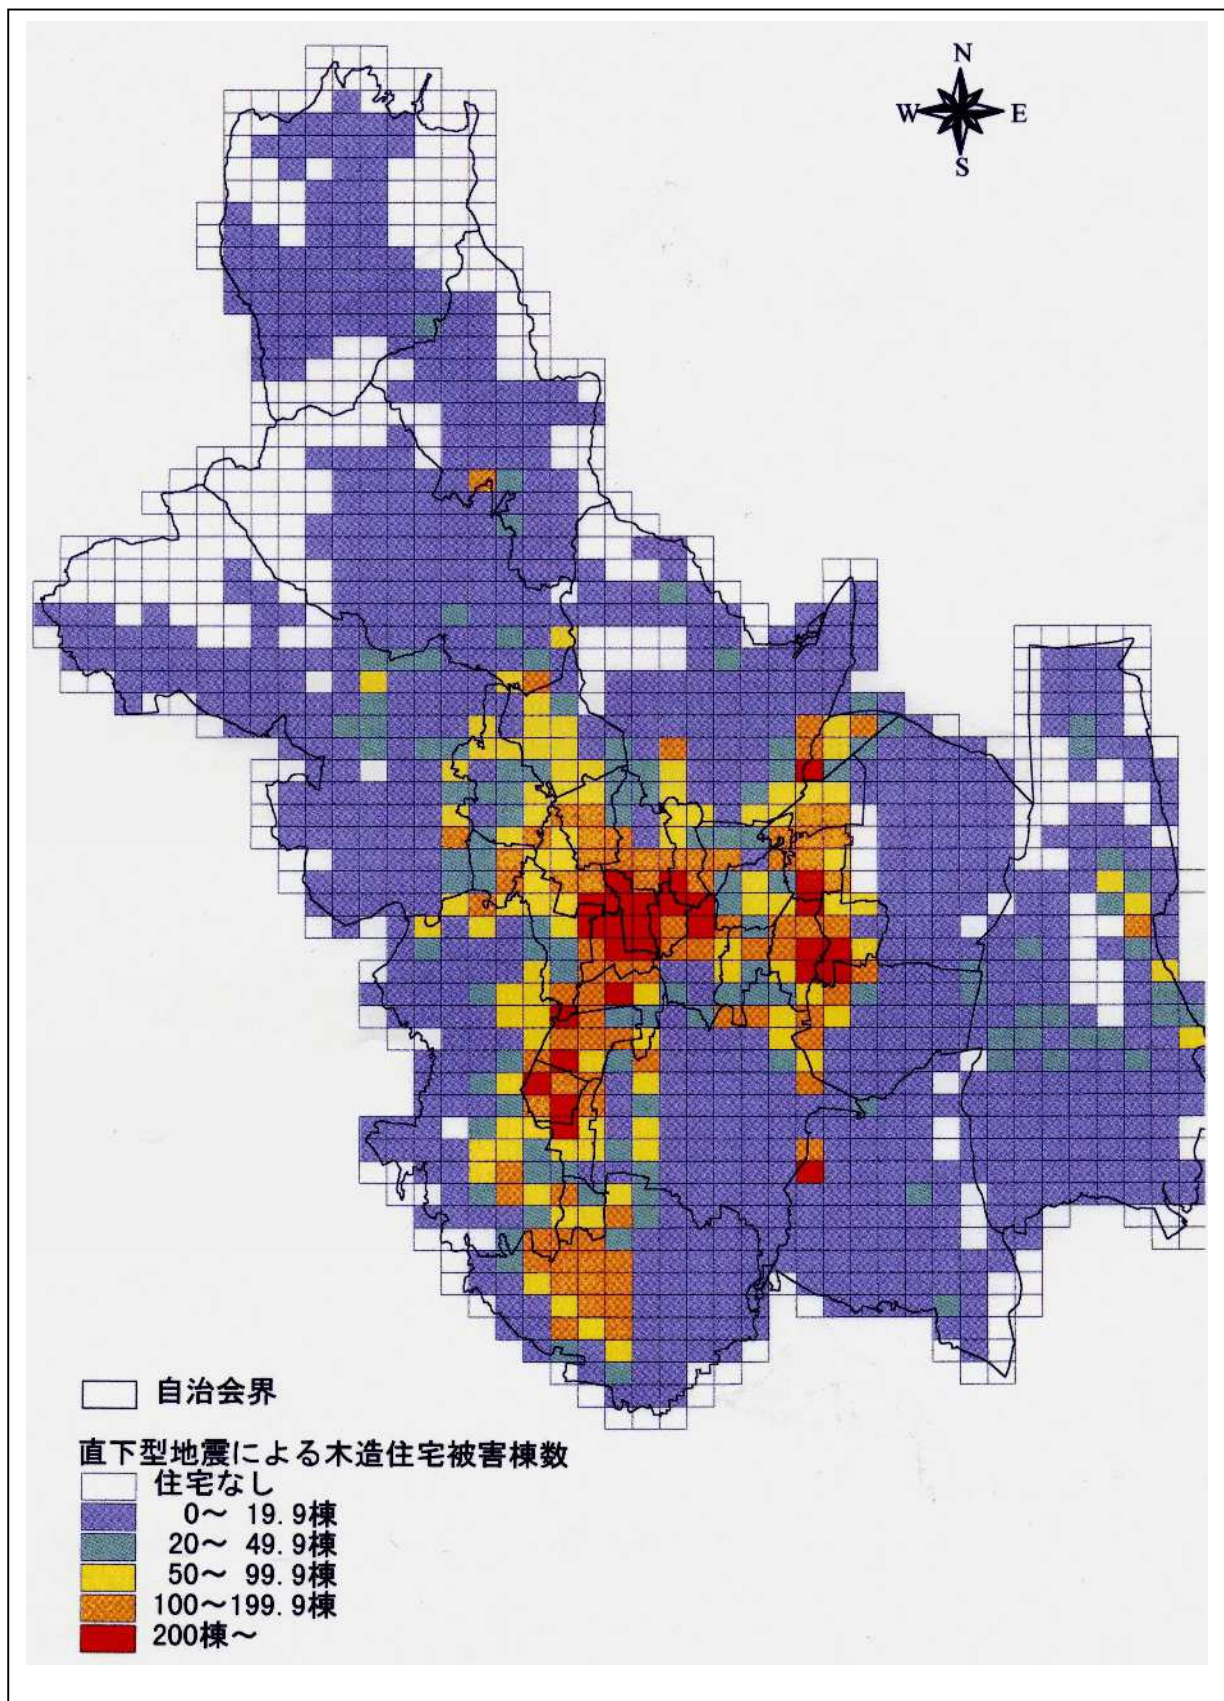 N
W E
S
自治会界
直下型地震による木造住宅被害棟数
住宅なし
0～ 19.9棟
20～ 49.9棟
50～ 99.9棟
100～199.9棟
200棟～